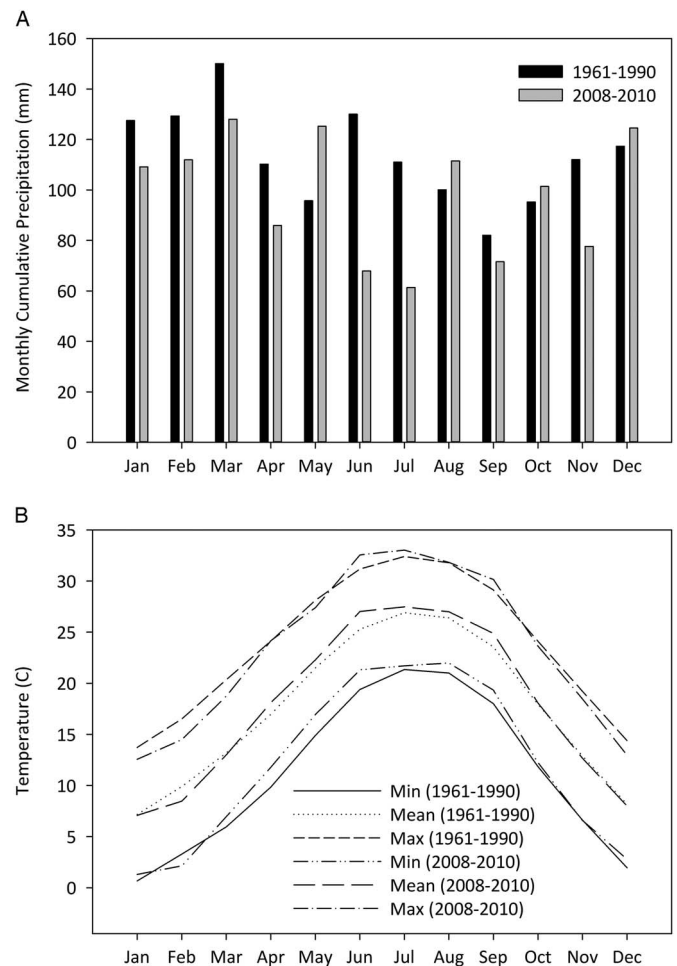 A
Monthly Cumulative Precipitation (mm)
160
140
120
100
80
60
40
20
0
1961-1990
2008-2010
Jan Feb Mar Apr May Jun Jul Aug Sep Oct Nov Dec
B
Temperature (C)
35
30
25
20
15
10
5
0
Min (1961-1990)
Mean (1961-1990)
Max (1961-1990)
Min (2008-2010)
Mean (2008-2010)
Max (2008-2010)
Jan Feb Mar Apr May Jun Jul Aug Sep Oct Nov Dec